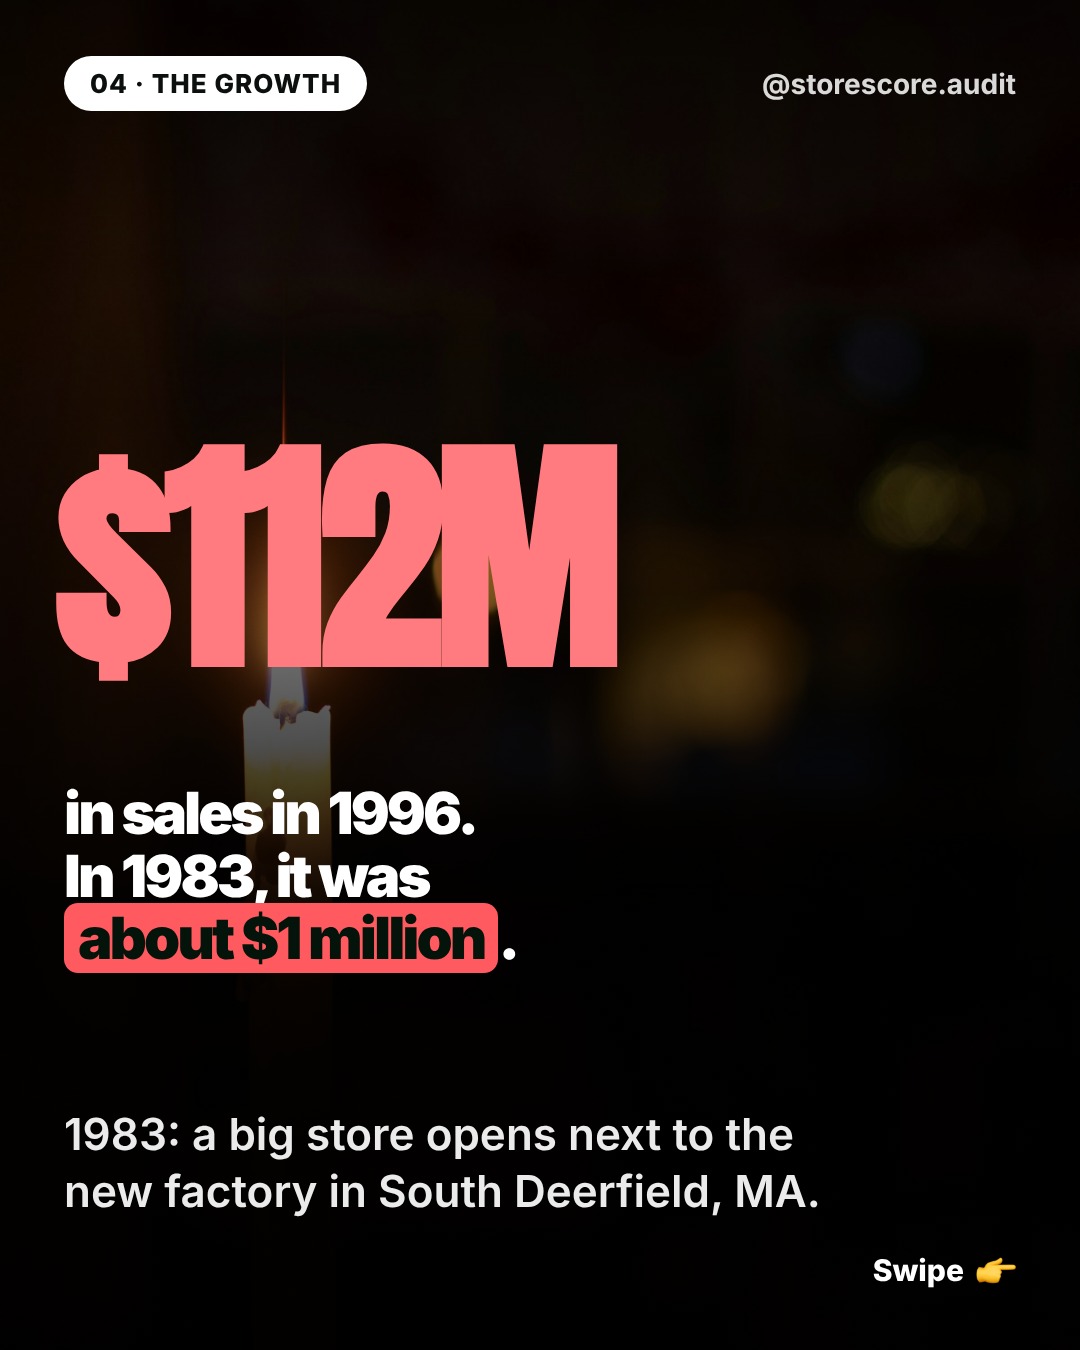 04 · THE GROWTH
@storescore.audit
$112M
in sales in 1996.
In 1983, it was
about $1 million.
1983: a big store opens next to the
new factory in South Deerfield, MA.
Swipe 👉